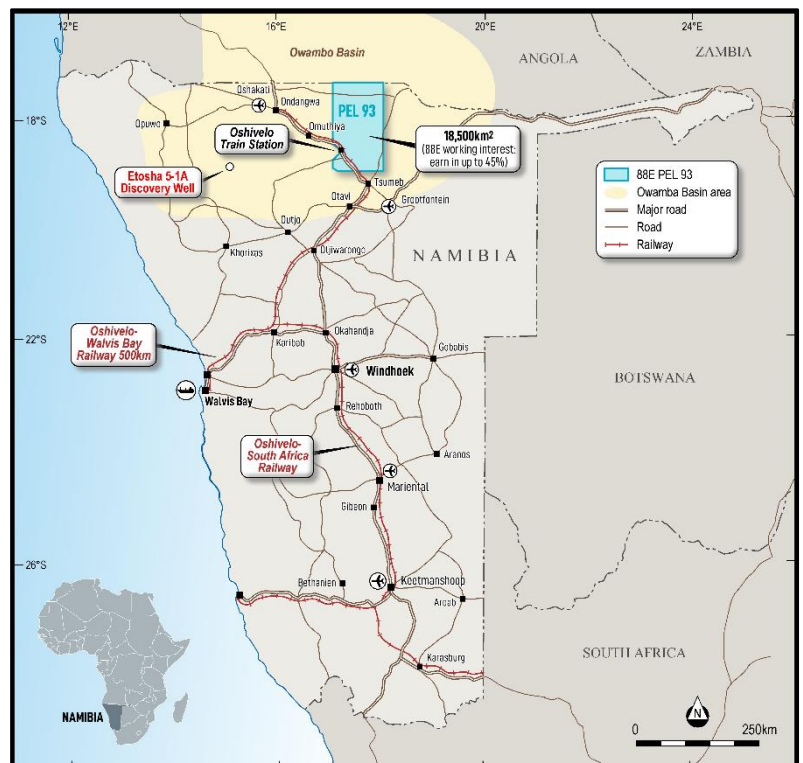 12°E
16°E
20°E
24°E
Owambo Basin
ANGOLA
ZAMBIA
Oshakati
Ondangwa
PEL 93
18°S
Opuwo
Oshivelo
Train Station
Omuthiya
18,500km²
(88E working interest:
earn in up to 45%)
Etosha 5-1A
Discovery Well
Tsumeb
Otavi
Grootfontein
88E PEL 93
Owamba Basin area
Major road
Road
Railway
Outjo
Khorixas
Otjiwarongo
NAMIBIA
22°S
Oshivelo-
Walvis Bay
Railway 500km
Karibab
Okahandja
Gobabis
Windhoek
BOTSWANA
Walvis Bay
Rehoboth
Oshivelo-
South Africa
Railway
Aranos
Mariental
Gibeon
26°S
Bethanien
Keetmanshoop
Aroab
SOUTH AFRICA
Karasburg
NAMIBIA
N
0
250km